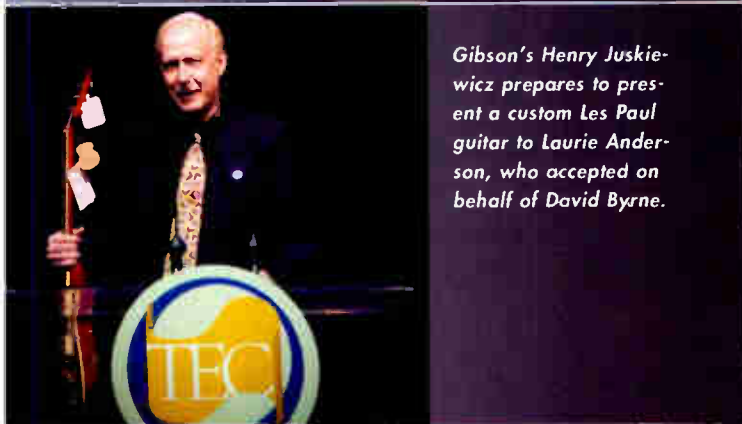 Gibson's Henry Juskie-
wicz prepares to pres-
ent a custom Les Paul
guitar to Laurie Ander-
son, who accepted on
behalf of David Byrne.
TEC